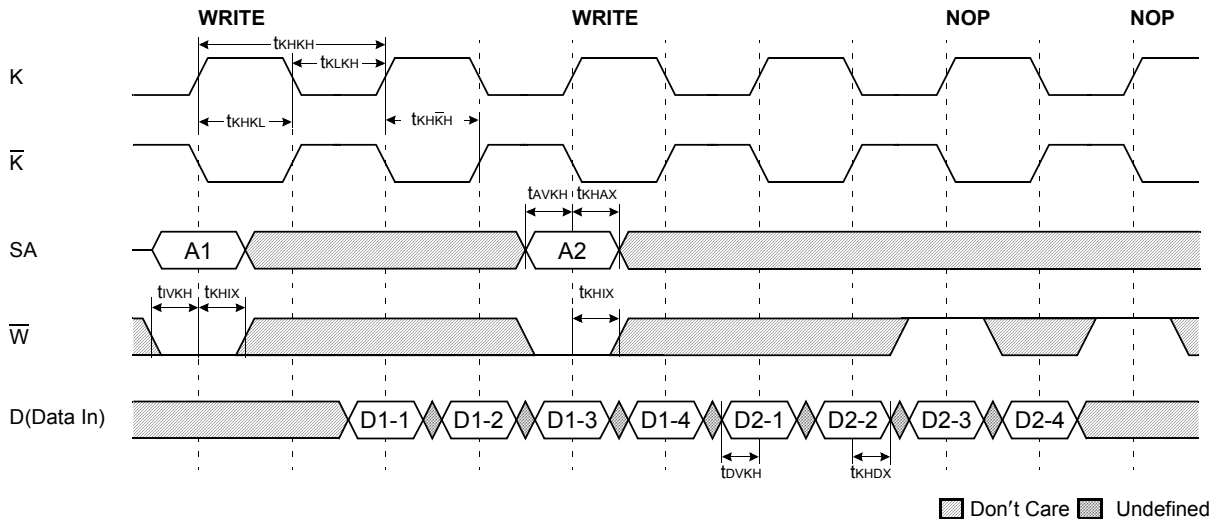 WRITE WRITE NOP NOP
tKHKH
tKLKH
K
tKHKL tKHK̅H
K̅
tAVKH tKHAX
SA A1 A2
tIVKH tKHIX tKHIX
W̅
D(Data In) D1-1 D1-2 D1-3 D1-4 D2-1 D2-2 D2-3 D2-4
tDVKH tKHDX
Don′t Care Undefined